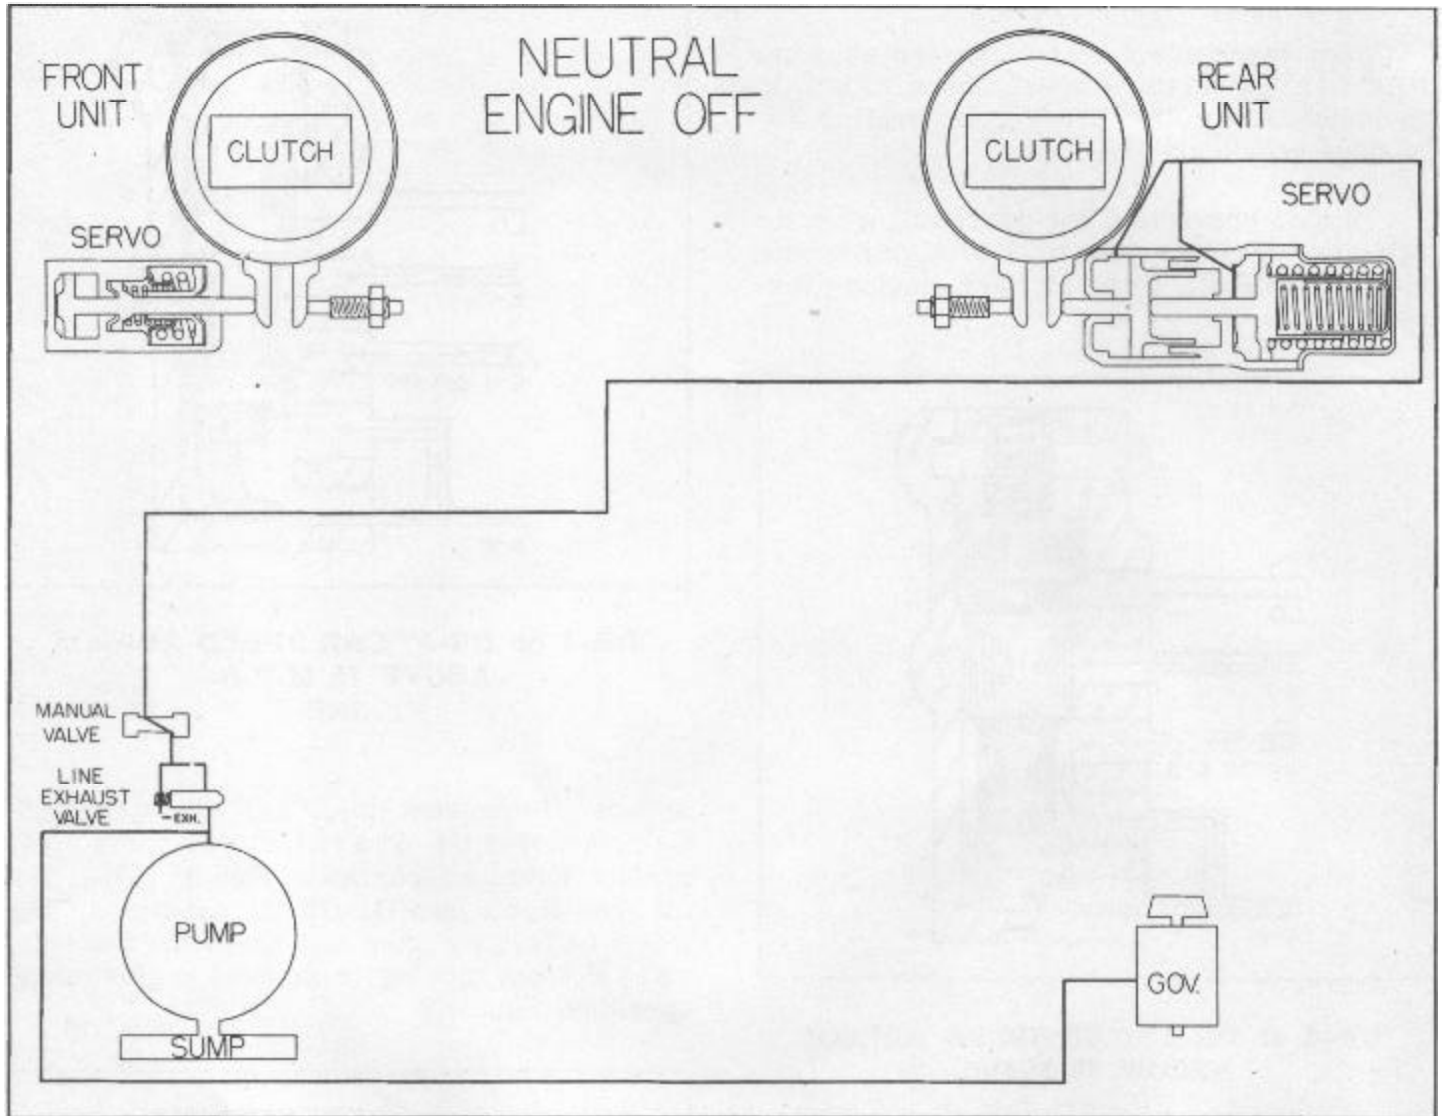 NEUTRAL
ENGINE OFF
FRONT
UNIT
CLUTCH
SERVO
REAR
UNIT
CLUTCH
SERVO
MANUAL
VALVE
LINE
EXHAUST
VALVE
EXH.
PUMP
SUMP
GOV.